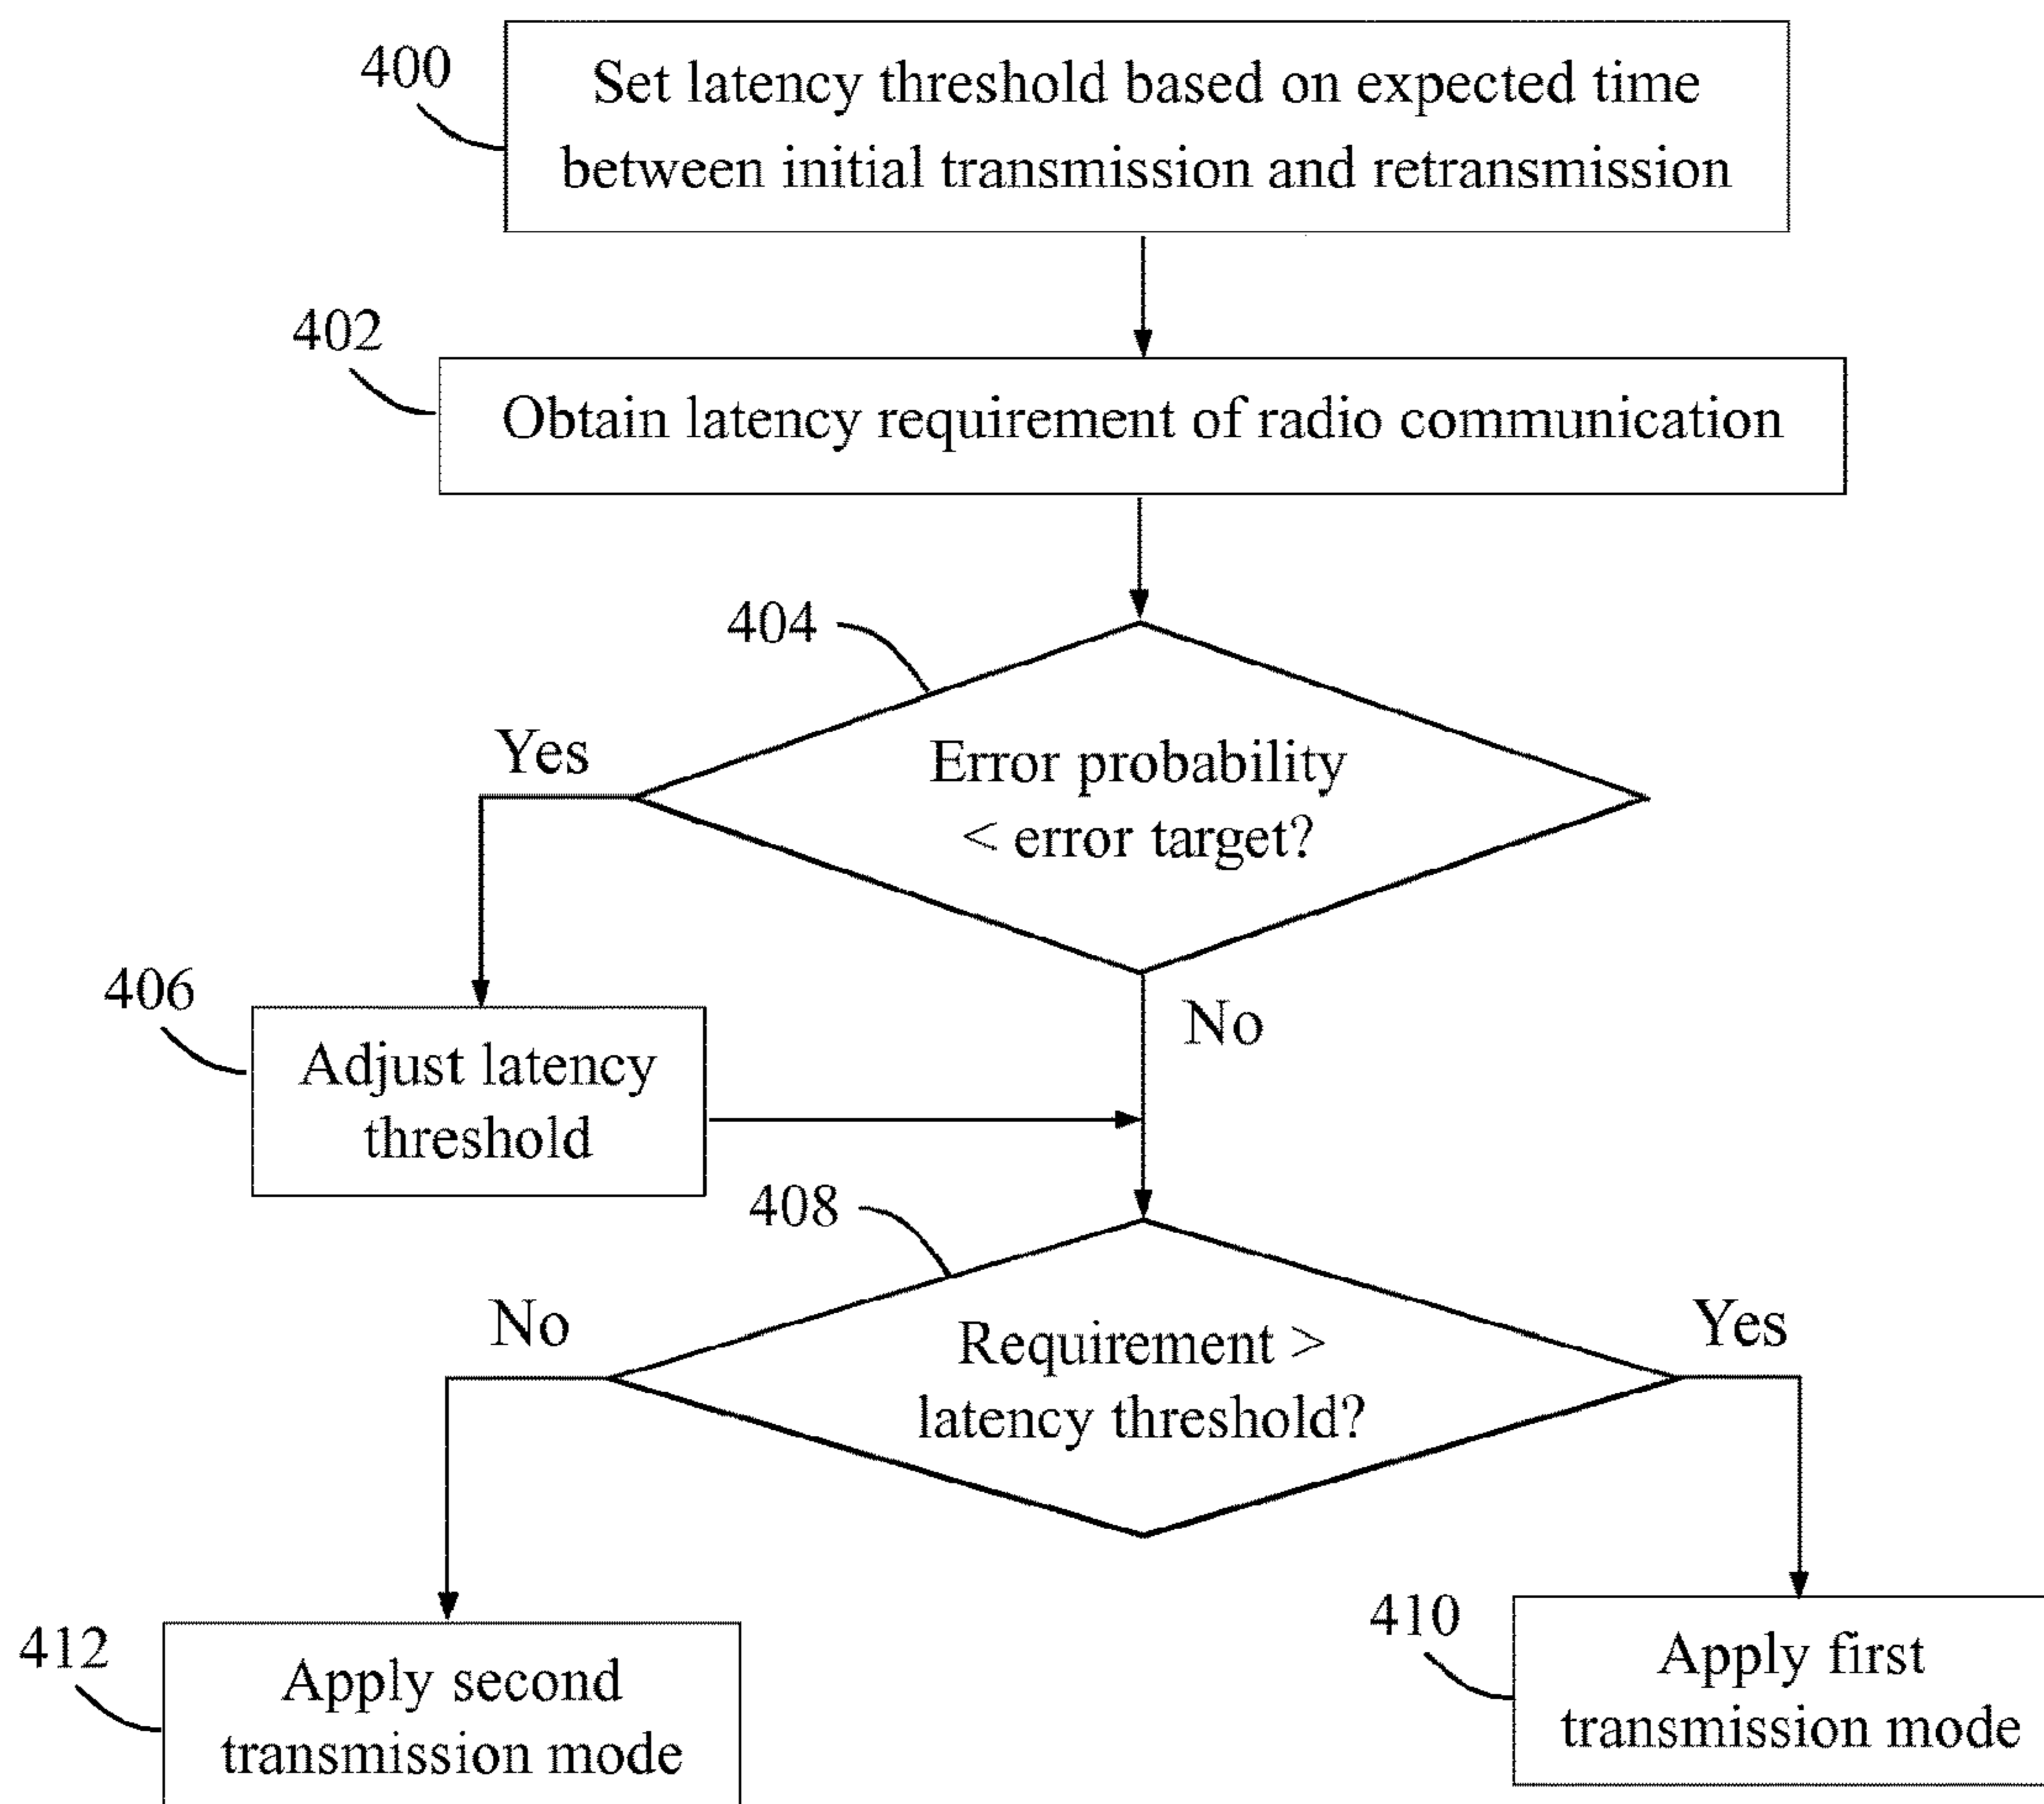 400
Set latency threshold based on expected time
between initial transmission and retransmission
402
Obtain latency requirement of radio communication
404
Yes
Error probability
< error target?
406
No
Adjust latency
threshold
408
No
Yes
Requirement >
latency threshold?
412
Apply second
transmission mode
410
Apply first
transmission mode